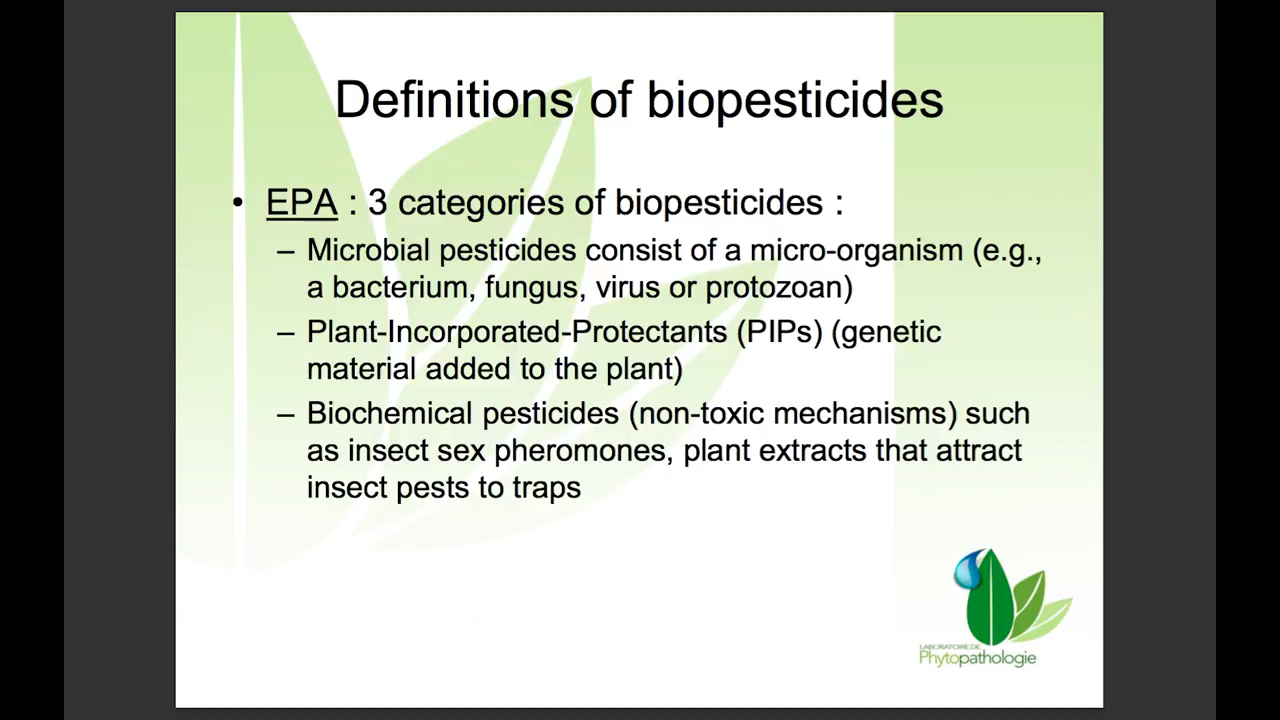 Definitions of biopesticides
• EPA : 3 categories of biopesticides :
– Microbial pesticides consist of a micro-organism (e.g.,
a bacterium, fungus, virus or protozoan)
– Plant-Incorporated-Protectants (PIPs) (genetic
material added to the plant)
– Biochemical pesticides (non-toxic mechanisms) such
as insect sex pheromones, plant extracts that attract
insect pests to traps
LABORATOIRE DE
Phytopathologie